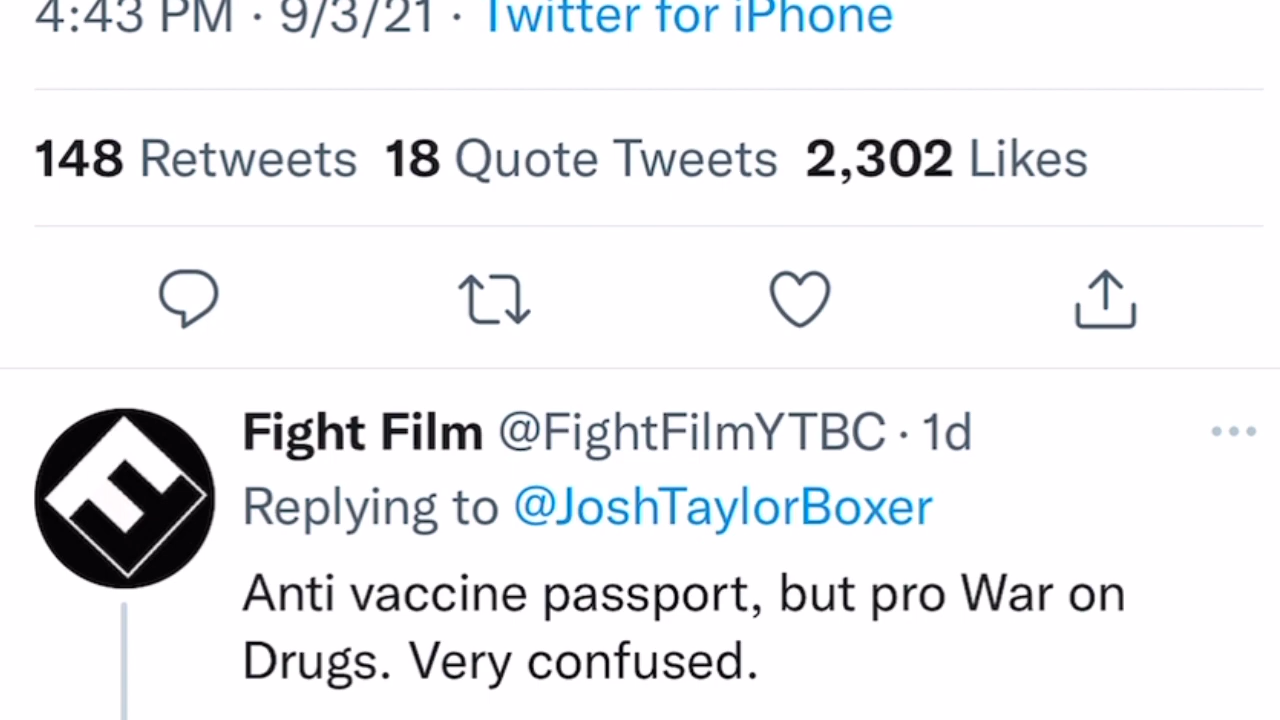 4:43 PM · 9/3/21 · Twitter for iPhone
148 Retweets 18 Quote Tweets 2,302 Likes
Fight Film @FightFilmYTBC · 1d
Replying to @JoshTaylorBoxer
Anti vaccine passport, but pro War on
Drugs. Very confused.